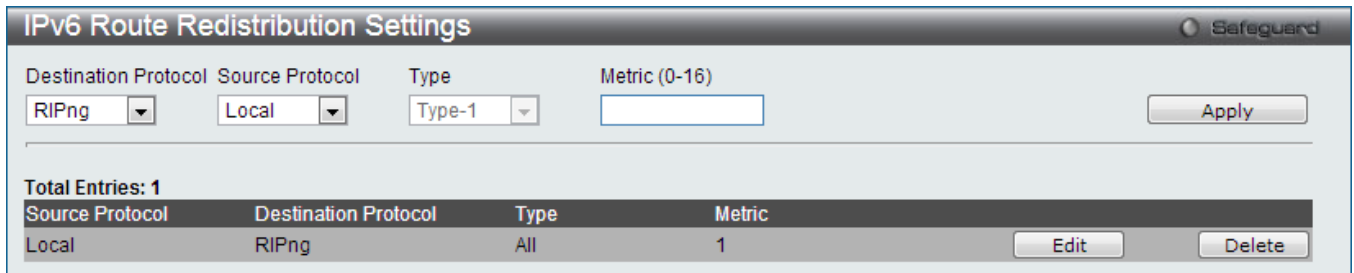 IPv6 Route Redistribution Settings Safeguard
Destination Protocol Source Protocol Type Metric (0-16)
RIPng Local Type-1 Apply
Total Entries: 1
Source Protocol Destination Protocol Type Metric
Local RIPng All 1 Edit Delete